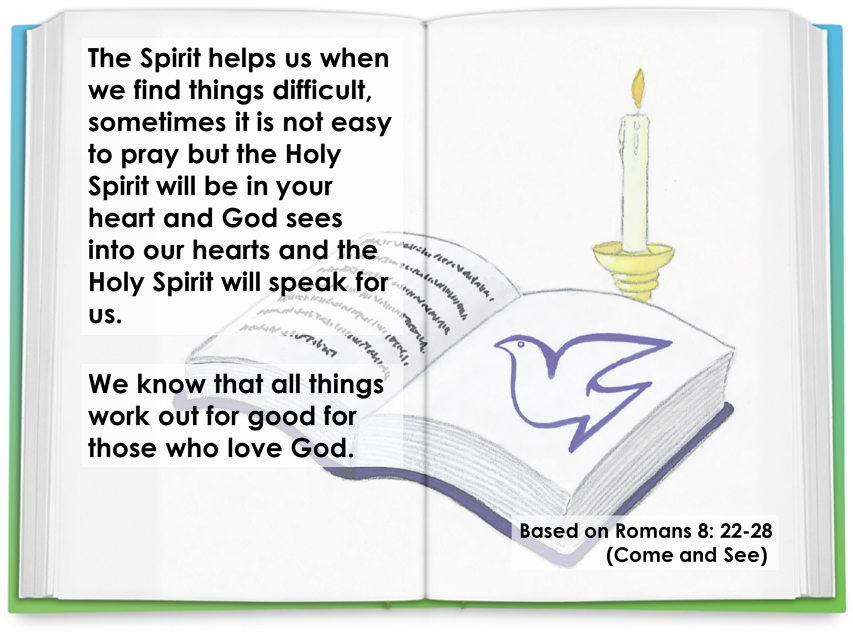 The Spirit helps us when
we find things difficult,
sometimes it is not easy
to pray but the Holy
Spirit will be in your
heart and God sees
into our hearts and the
Holy Spirit will speak for
us.
We know that all things
work out for good for
those who love God.
Based on Romans 8: 22-28
(Come and See)